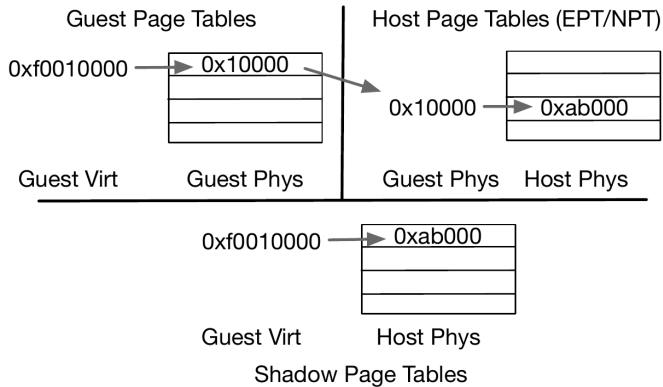 Guest Page Tables
0xf0010000
0x10000
Guest Virt
Guest Phys
Host Page Tables (EPT/NPT)
0x10000
0xab000
Guest Phys
Host Phys
0xf0010000
0xab000
Guest Virt
Host Phys
Shadow Page Tables